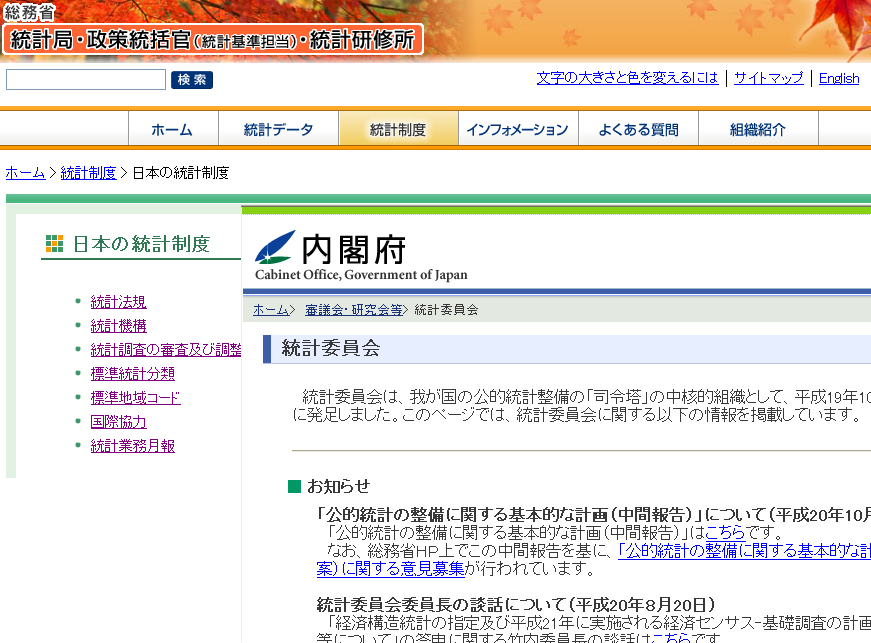 総務省
統計局・政策統括官(統計基準担当)・統計研修所
検索
文字の大きさと色を変えるには | サイトマップ | English
ホーム 統計データ 統計制度 インフォメーション よくある質問 組織紹介
ホーム > 統計制度 > 日本の統計制度
日本の統計制度
統計法規
統計機構
統計調査の審査及び調整
標準統計分類
標準地域コード
国際協力
統計業務月報
内閣府
Cabinet Office, Government of Japan
ホーム> 審議会・研究会等> 統計委員会
統計委員会
統計委員会は、我が国の公的統計整備の「司令塔」の中核的組織として、平成19年10
に発足しました。このページでは、統計委員会に関する以下の情報を掲載しています。
お知らせ
「公的統計の整備に関する基本的な計画(中間報告)」について(平成20年10月
「公的統計の整備に関する基本的な計画(中間報告)」はこちらです。
なお、総務省HP上でこの中間報告を基に、「公的統計の整備に関する基本的な計
案)に関する意見募集が行われています。
統計委員会委員長の談話について(平成20年8月20日)
「経済構造統計の指定及び平成21年に実施される経済センサス-基礎調査の計画
等について」の答申に関する竹内委員長の談話はこちらです